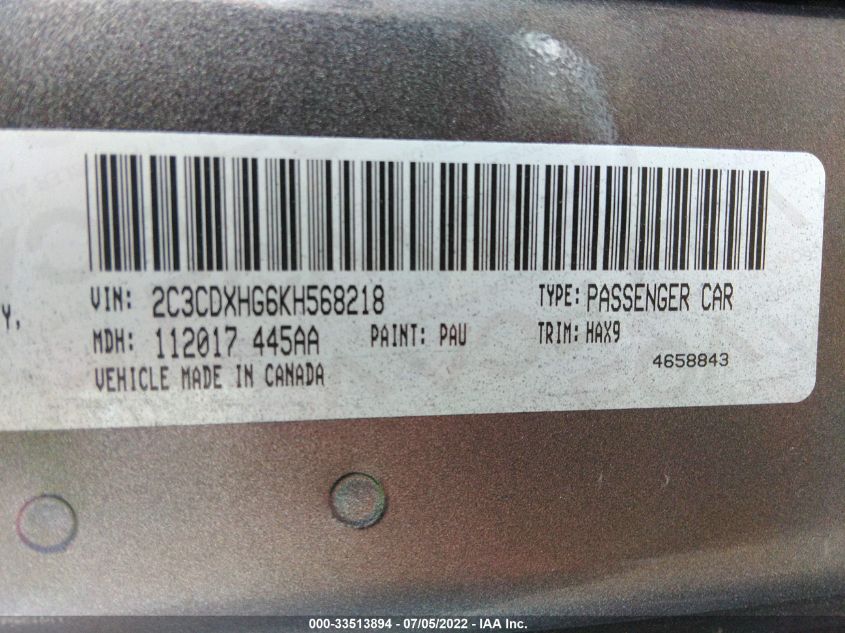 VIN: 2C3CDXHG6KH568218 TYPE: PASSENGER CAR
Y,
MDH: 112017 445AA PAINT: PAU TRIM: HAX9
4658843
VEHICLE MADE IN CANADA
000-33513894 - 07/05/2022 - IAA Inc.